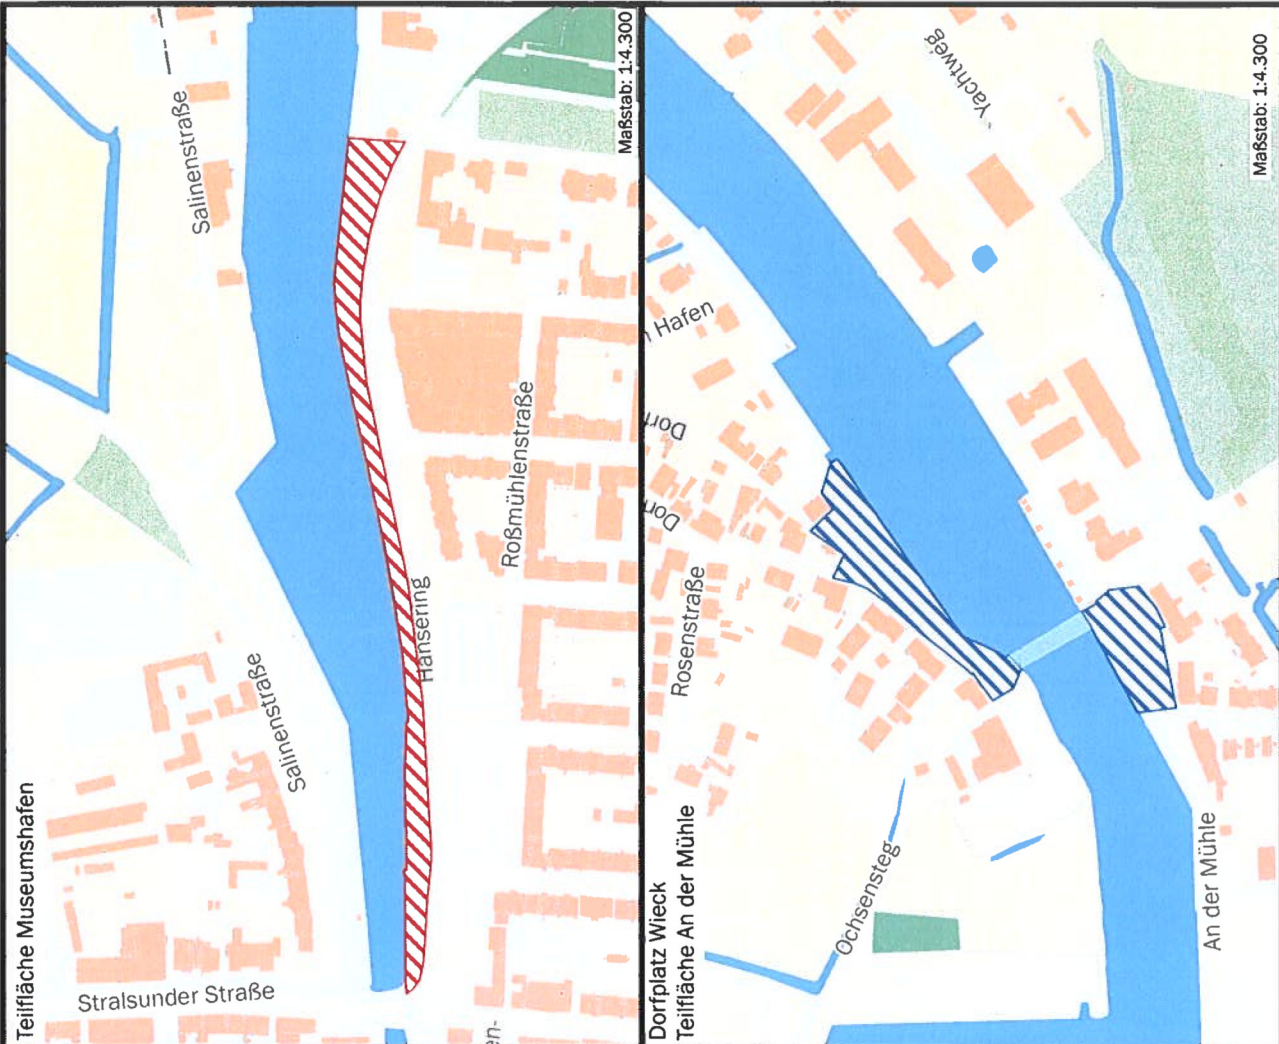 Teilfläche Museumshafen
Stralsunder Straße
Salinenstraße
Salinenstraße
Hansering
Roßmühlenstraße
en-
Maßstab: 1:4.300
Dorfplatz Wieck
Teilfläche An der Mühle
Ochsensteg
Rosenstraße
Dorf
Dorf
Hafen
Yachtweg
An der Mühle
Maßstab: 1:4.300